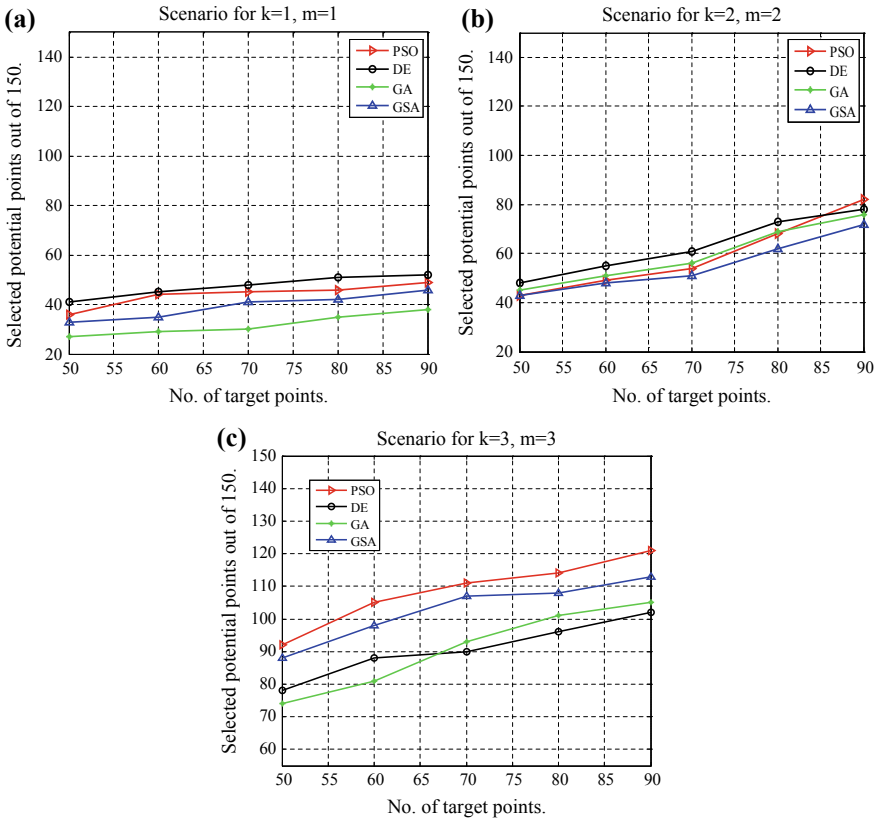 (a)
Scenario for k=1, m=1
Selected potential points out of 150.
140
120
100
80
60
40
20
PSO
DE
GA
GSA
50 55 60 65 70 75 80 85 90
No. of target points.
(b)
Scenario for k=2, m=2
Selected potential points out of 150.
140
120
100
80
60
40
20
PSO
DE
GA
GSA
50 55 60 65 70 75 80 85 90
No. of target points.
(c)
Scenario for k=3, m=3
Selected potential points out of 150.
150
140
130
120
110
100
90
80
70
60
PSO
DE
GA
GSA
50 55 60 65 70 75 80 85 90
No. of target points.